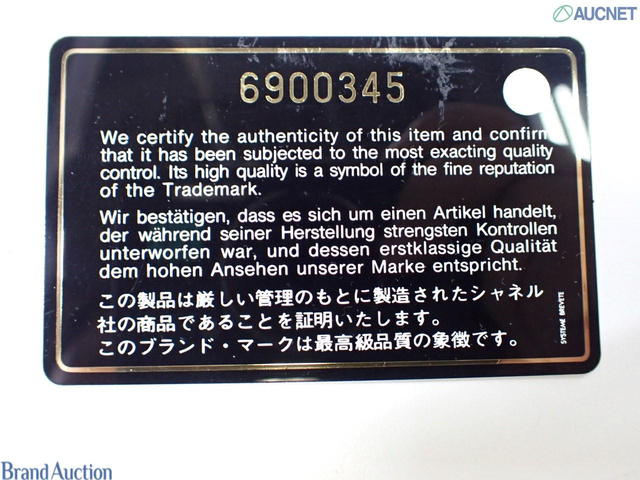 AUCNET
6900345
We certify the authenticity of this item and confirm
that it has been subjected to the most exacting quality
control. Its high quality is a symbol of the fine reputation
of the Trademark.
Wir bestätigen, dass es sich um einen Artikel handelt,
der während seiner Herstellung strengsten Kontrollen
unterworfen war, und dessen erstklassige Qualität
dem hohen Ansehen unserer Marke entspricht.
この製品は厳しい管理のもとに製造されたシャネル
社の商品であることを証明いたします。
このブランド・マークは最高級品質の象徴です。
SYSTEME BREVETE
Brand Auction